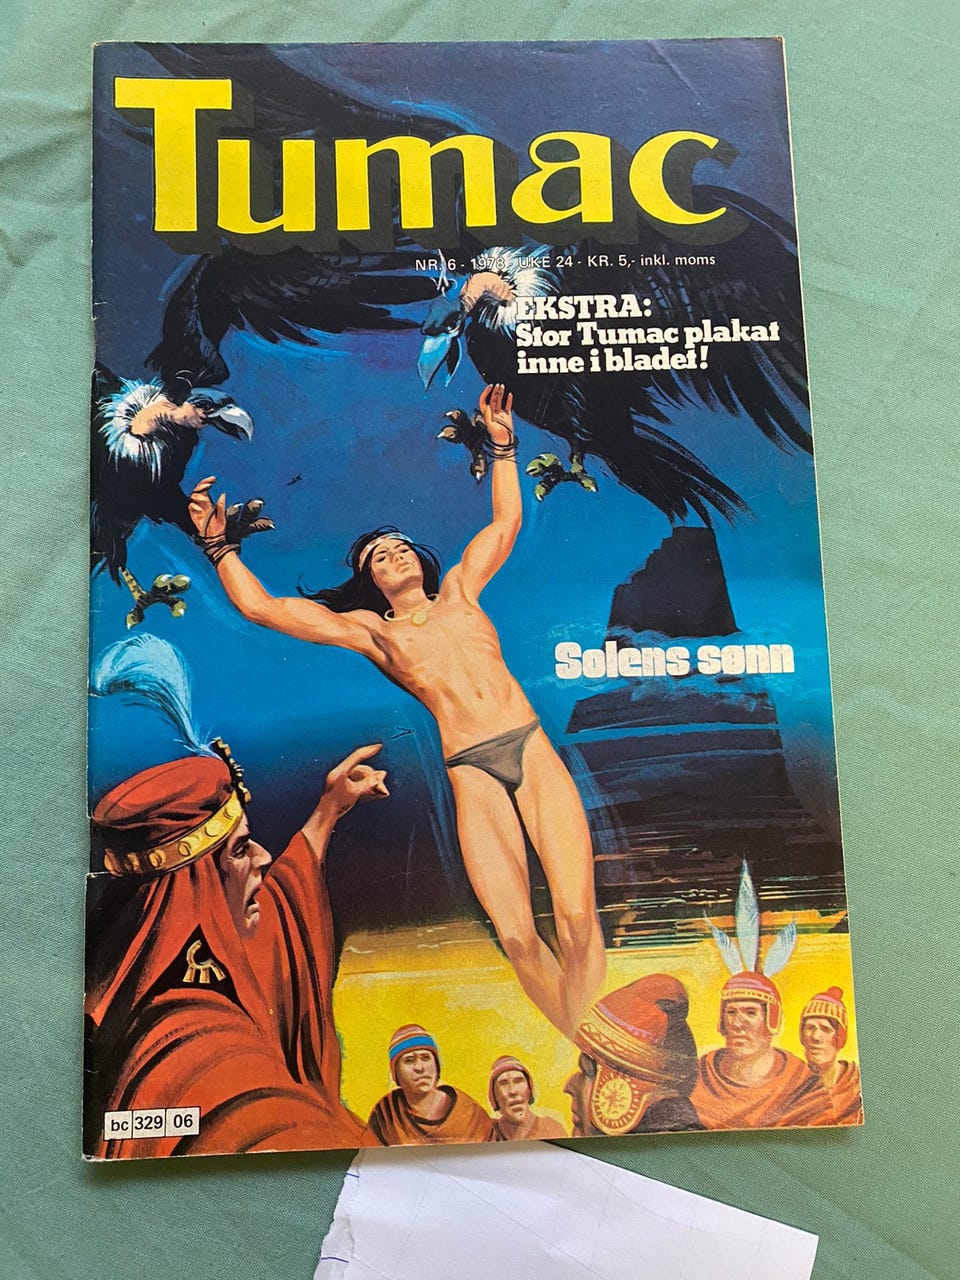 Tumac
NR. 6 - 1978 - UKE 24 - KR. 5,- inkl. moms
EKSTRA:
Stor Tumac plakat
inne i bladet!
Solens sønn
bc 329 06